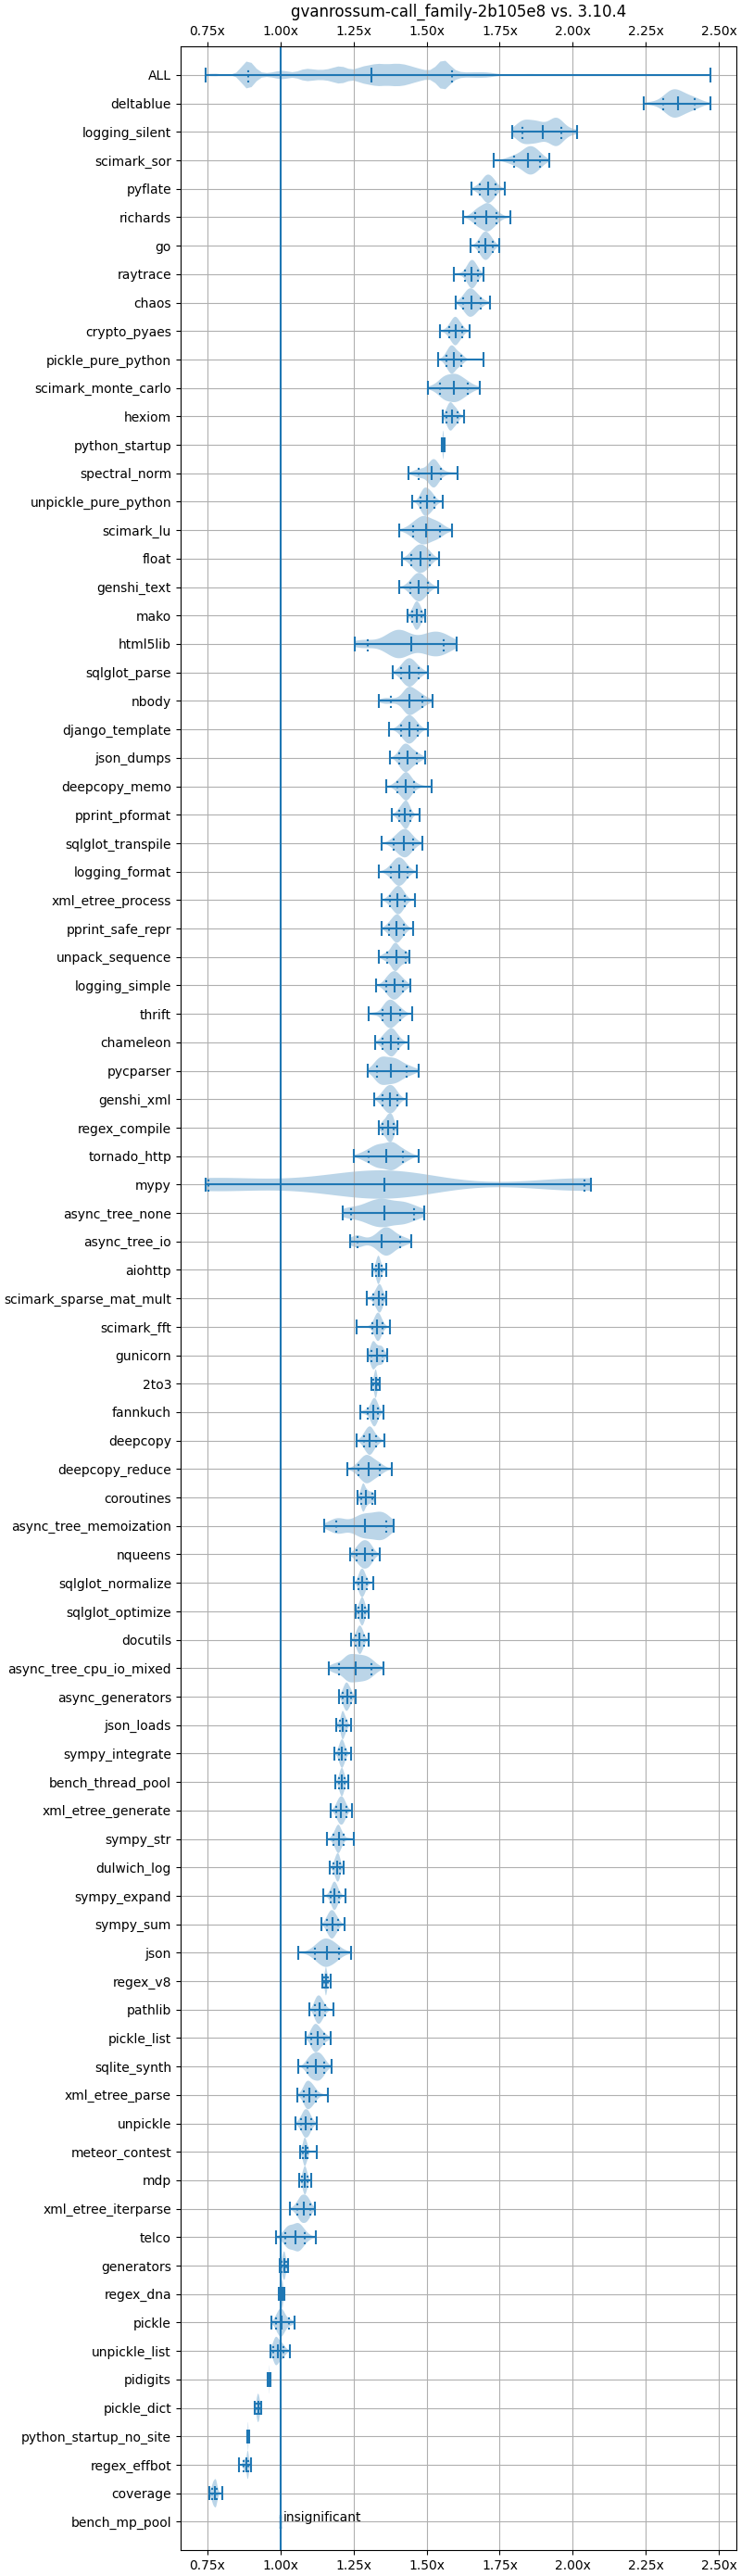 gvanrossum-call_family-2b105e8 vs. 3.10.4
0.75x 1.00x 1.25x 1.50x 1.75x 2.00x 2.25x 2.50x
ALL
deltablue
logging_silent
scimark_sor
pyflate
richards
go
raytrace
chaos
crypto_pyaes
pickle_pure_python
scimark_monte_carlo
hexiom
python_startup
spectral_norm
unpickle_pure_python
scimark_lu
float
genshi_text
mako
html5lib
sqlglot_parse
nbody
django_template
json_dumps
deepcopy_memo
pprint_pformat
sqlglot_transpile
logging_format
xml_etree_process
pprint_safe_repr
unpack_sequence
logging_simple
thrift
chameleon
pycparser
genshi_xml
regex_compile
tornado_http
mypy
async_tree_none
async_tree_io
aiohttp
scimark_sparse_mat_mult
scimark_fft
gunicorn
2to3
fannkuch
deepcopy
deepcopy_reduce
coroutines
async_tree_memoization
nqueens
sqlglot_normalize
sqlglot_optimize
docutils
async_tree_cpu_io_mixed
async_generators
json_loads
sympy_integrate
bench_thread_pool
xml_etree_generate
sympy_str
dulwich_log
sympy_expand
sympy_sum
json
regex_v8
pathlib
pickle_list
sqlite_synth
xml_etree_parse
unpickle
meteor_contest
mdp
xml_etree_iterparse
telco
generators
regex_dna
pickle
unpickle_list
pidigits
pickle_dict
python_startup_no_site
regex_effbot
coverage
bench_mp_pool insignificant
0.75x 1.00x 1.25x 1.50x 1.75x 2.00x 2.25x 2.50x